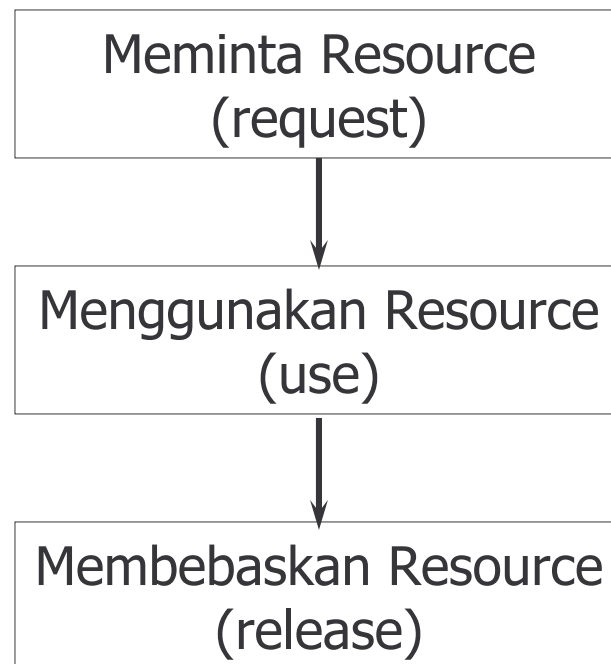 Meminta Resource
(request)
Menggunakan Resource
(use)
Membebaskan Resource
(release)